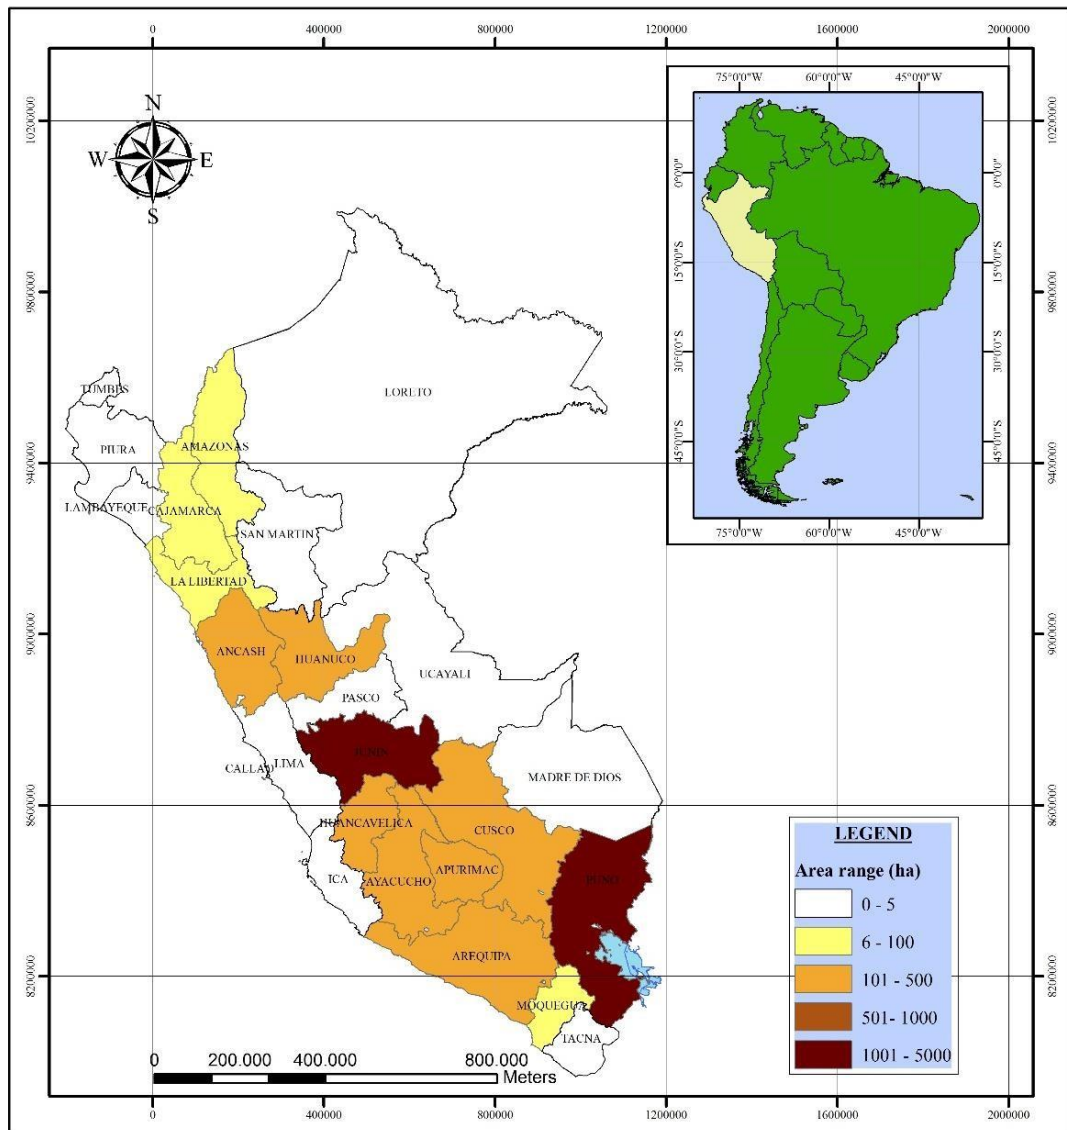 0 400000 800000 1200000 1600000 2000000
10200000
9800000
9400000
9000000
8600000
8200000
10200000
9800000
9400000
9000000
8600000
8200000
N
W E
S
75°0'0"W 60°0'0"W 45°0'0"W
0°0'0"
15°0'0"S
30°0'0"S
45°0'0"S
0°0'0"
15°0'0"S
30°0'0"S
45°0'0"S
75°0'0"W 60°0'0"W 45°0'0"W
TUMBES
LORETO
PIURA
AMAZONAS
LAMBAYEQUE
CAJAMARCA
SAN MARTIN
LA LIBERTAD
ANCASH
HUANUCO
UCAYALI
PASCO
JUNIN
CALLAO
LIMA
MADRE DE DIOS
HUANCAVELICA
CUSCO
ICA
AYACUCHO
APURIMAC
PUNO
AREQUIPA
MOQUEGUA
TACNA
LEGEND
Area range (ha)
0 - 5
6 - 100
101 - 500
501- 1000
1001 - 5000
0 200.000 400.000 800.000
Meters
0 400000 800000 1200000 1600000 2000000